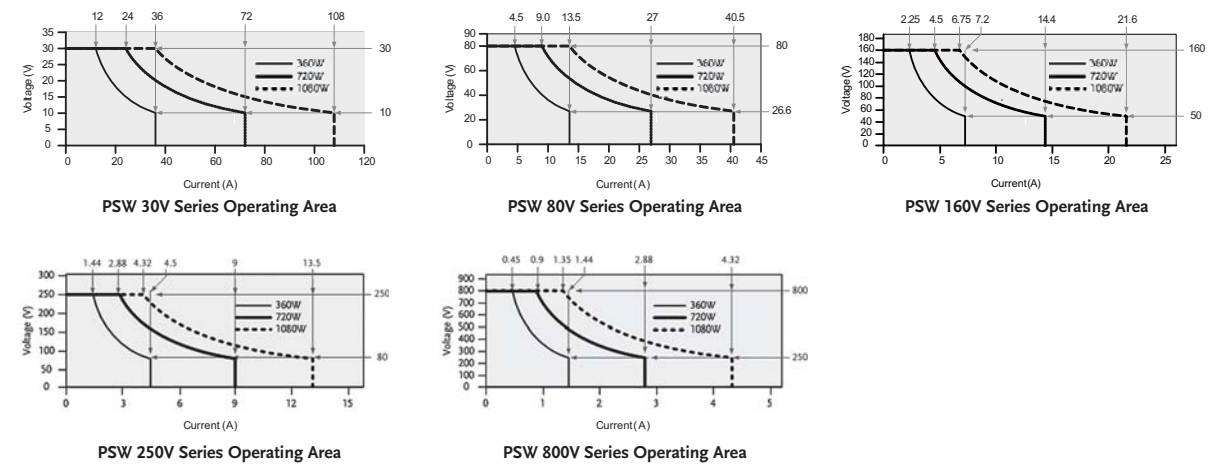 12 24 36 72 108
35
30
25
20
15
10
5
0
Voltage (V)
360W
720W
1080W
30
10
0 20 40 60 80 100 120
Current (A)
PSW 30V Series Operating Area
4.5 9.0 13.5 27 40.5
90
80
60
40
20
0
Voltage (V)
360W
720W
1080W
80
26.6
0 5 10 15 20 25 30 35 40 45
Current (A)
PSW 80V Series Operating Area
2.25 4.5 6.75 7.2 14.4 21.6
180
160
140
120
100
80
60
40
20
0
Voltage (V)
360W
720W
1080W
160
50
0 5 10 15 20 25
Current(A)
PSW 160V Series Operating Area
1.44 2.88 4.32 4.5 9 13.5
300
250
200
150
100
50
0
Voltage (V)
360W
720W
1080W
250
80
0 3 6 9 12 15
Current (A)
PSW 250V Series Operating Area
0.45 0.9 1.35 1.44 2.88 4.32
900
800
700
600
500
400
300
200
100
0
Voltage (V)
360W
720W
1080W
800
250
0 1 2 3 4 5
Current (A)
PSW 800V Series Operating Area